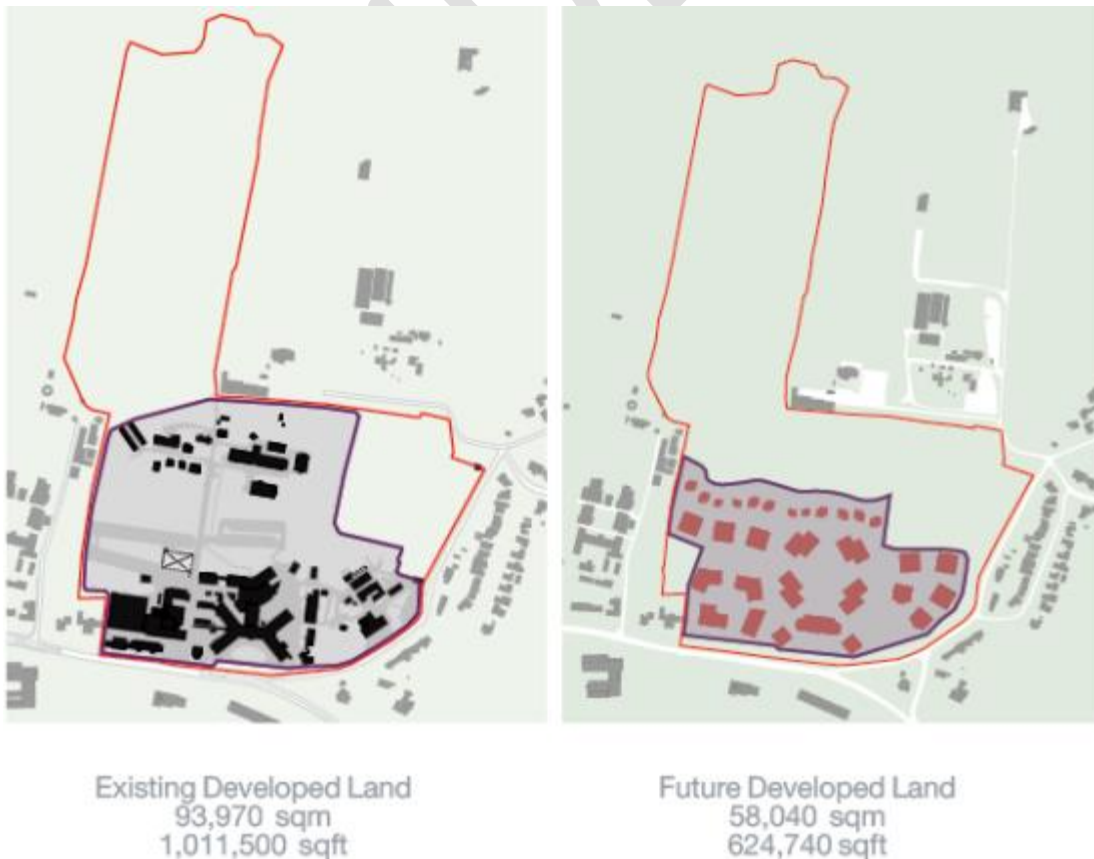 Existing Developed Land
93,970 sqm
1,011,500 sqft
Future Developed Land
58,040 sqm
624,740 sqft